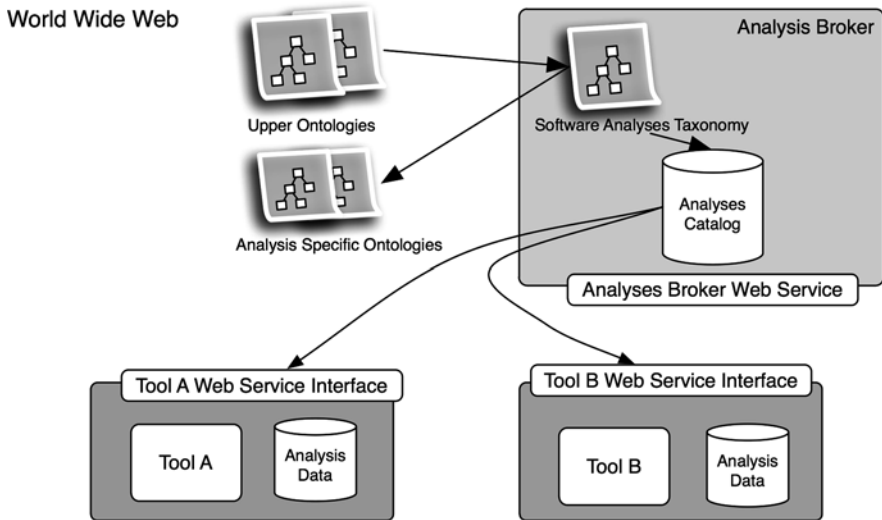 World Wide Web
Analysis Broker
Upper Ontologies
Software Analyses Taxonomy
Analysis Specific Ontologies
Analyses
Catalog
Analyses Broker Web Service
Tool A Web Service Interface
Tool A
Analysis
Data
Tool B Web Service Interface
Tool B
Analysis
Data